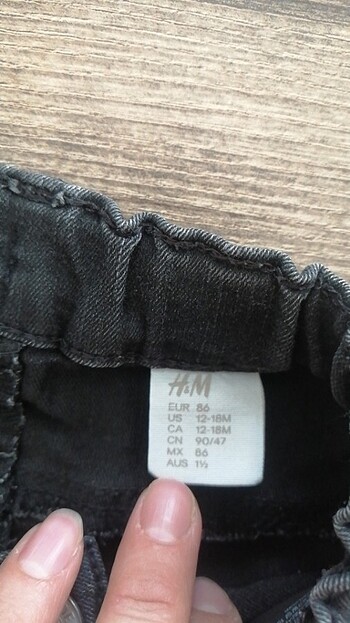 H&M
EUR 86
US 12-18M
CA 12-18M
CN 90/47
MX 86
AUS 1½